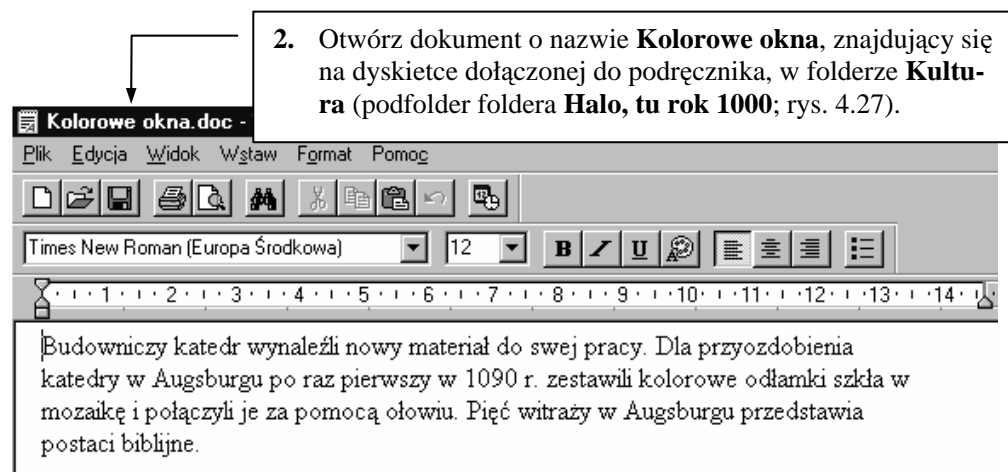 2. Otwórz dokument o nazwie Kolorowe okna, znajdujący się
na dyskietce dołączonej do podręcznika, w folderze Kultu-
ra (podfolder foldera Halo, tu rok 1000; rys. 4.27).
Kolorowe okna.doc -
Plik Edycja Widok Wstaw Format Pomoc
Times New Roman (Europa Środkowa) 12 B I U
1 2 3 4 5 6 7 8 9 10 11 12 13 14
Budowniczy katedr wynaleźli nowy materiał do swej pracy. Dla przyozdobienia
katedry w Augsburgu po raz pierwszy w 1090 r. zestawili kolorowe odłamki szkła w
mozaikę i połączyli je za pomocą ołowiu. Pięć witraży w Augsburgu przedstawia
postaci biblijne.